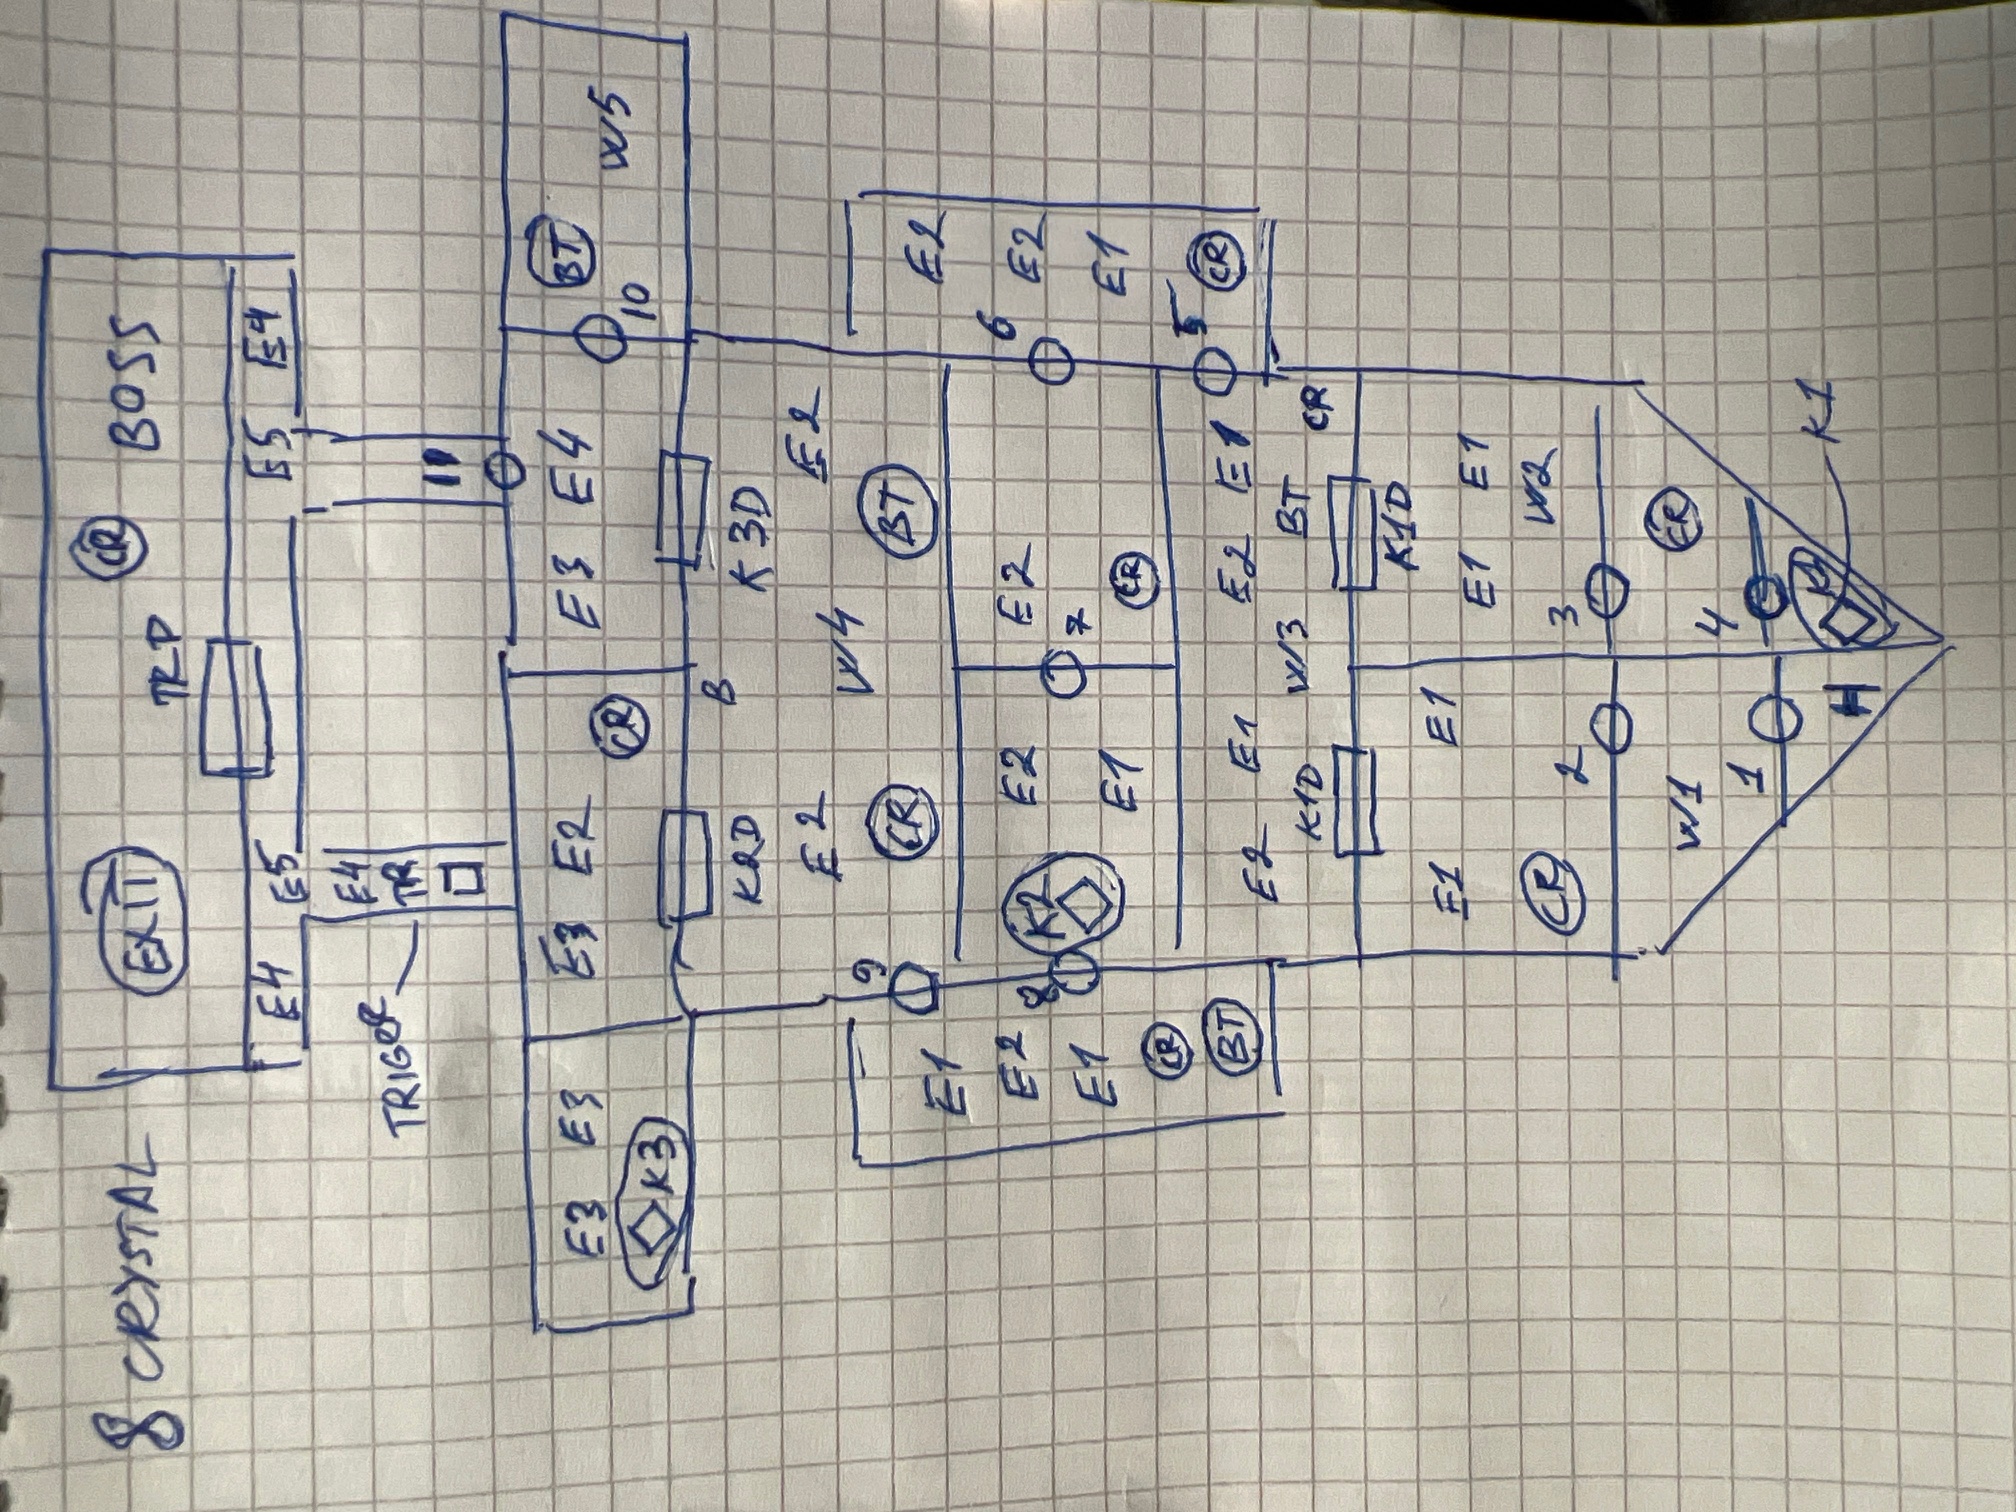 8 CRYSTAL
EXIT CR BOSS
TRP
E4 E5 E5 E4
E4
TRIGER TR
11
E3 E3 E3 E2 E3 E4 BT
CR W5
K3 10
B
K2D K3D
E2 E2
W4
9 CR BT
E1 E2
E2 8 K2 E2 E2 6 E2
7
E1 E1 CR E1
CR 5 CR
BT
E2 E1 E2 E1
K1D W3 BT CR
K1D
E1 E1
E1 E1
CR W2
2 3
W1 CR
1 4
H K1 K1